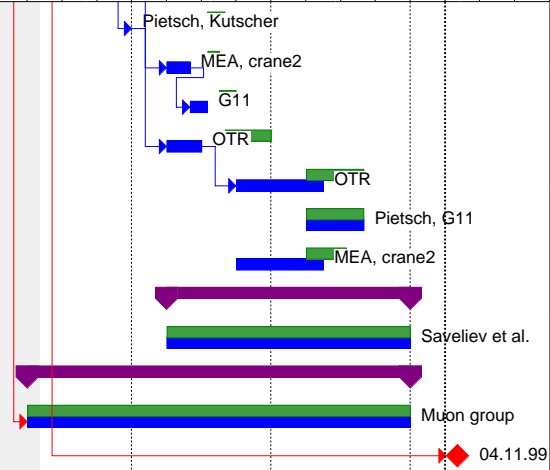 Pietsch, Kutscher
MEA, crane2
G11
OTR
OTR
Pietsch, G11
MEA, crane2
Saveliev et al.
Muon group
04.11.99